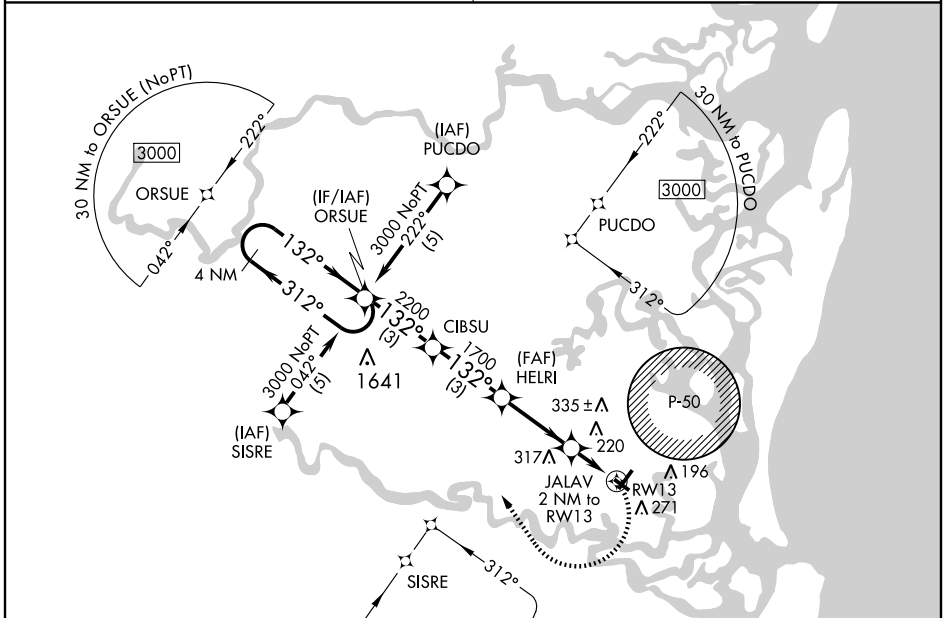 30 NM to ORSUE (NoPT)
222°
3000
ORSUE
042°
(IAF)
PUCDO
30 NM to PUCDO
222°
3000
PUCDO
312°
(IF/IAF)
ORSUE
3000 NoPT
222°
(5)
132°
4 NM
312°
2200
132°
(3)
CIBSU
1700
132°
(3)
3000 NoPT
042°
(5)
1641
(IAF)
SISRE
(FAF)
HELRI
335 ±
P-50
220
317
JALAV
2 NM to
RW13
RW13
196
271
SISRE
312°